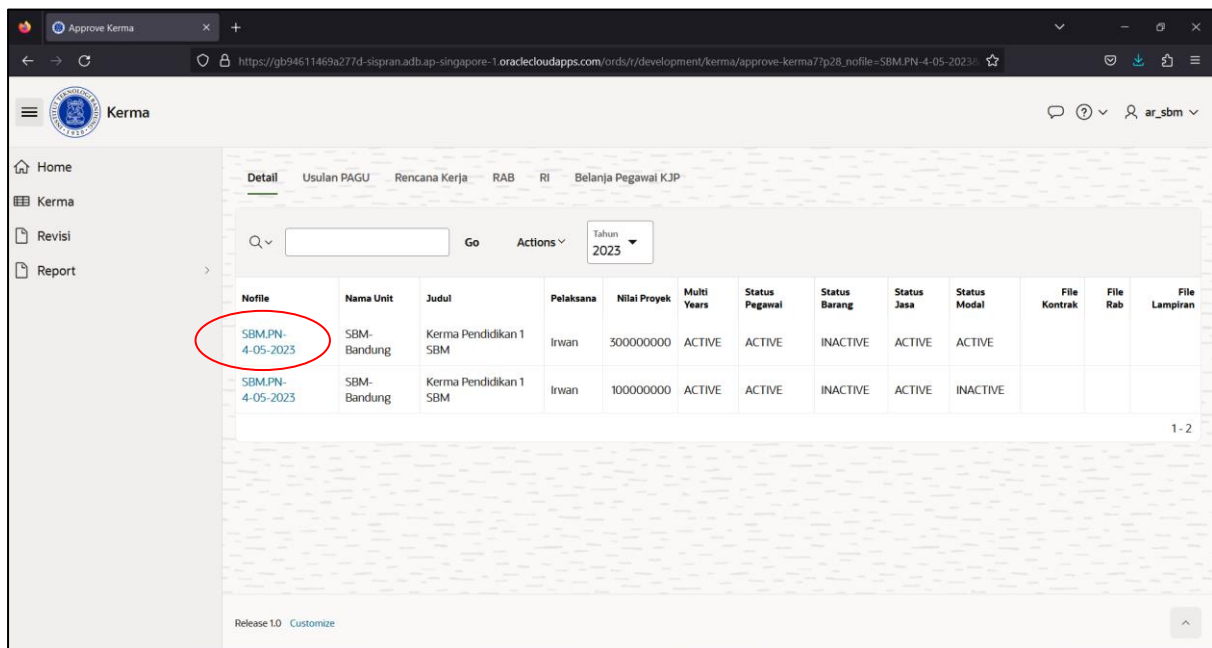 Approve Kerma
https://gb94611469a277d-sispran.adb.ap-singapore-1.oraclecloudapps.com/ords/r/development/kerma/approve-kerma7?p28_nofile=SBM.PN-4-05-2023&
INSTITUT TEKNOLOGI BANDUNG
1920
Kerma
ar_sbm
Home
Kerma
Revisi
Report
Detail Usulan PAGU Rencana Kerja RAB RI Belanja Pegawai KJP
Go Actions Tahun
2023
Nofile Nama Unit Judul Pelaksana Nilai Proyek Multi Years Status Pegawai Status Barang Status Jasa Status Modal File Kontrak File Rab File Lampiran
SBM.PN- SBM- Kerma Pendidikan 1 Irwan 300000000 ACTIVE ACTIVE INACTIVE ACTIVE ACTIVE
4-05-2023 Bandung SBM
SBM.PN- SBM- Kerma Pendidikan 1 Irwan 100000000 ACTIVE ACTIVE INACTIVE ACTIVE INACTIVE
4-05-2023 Bandung SBM
1 - 2
Release 1.0 Customize